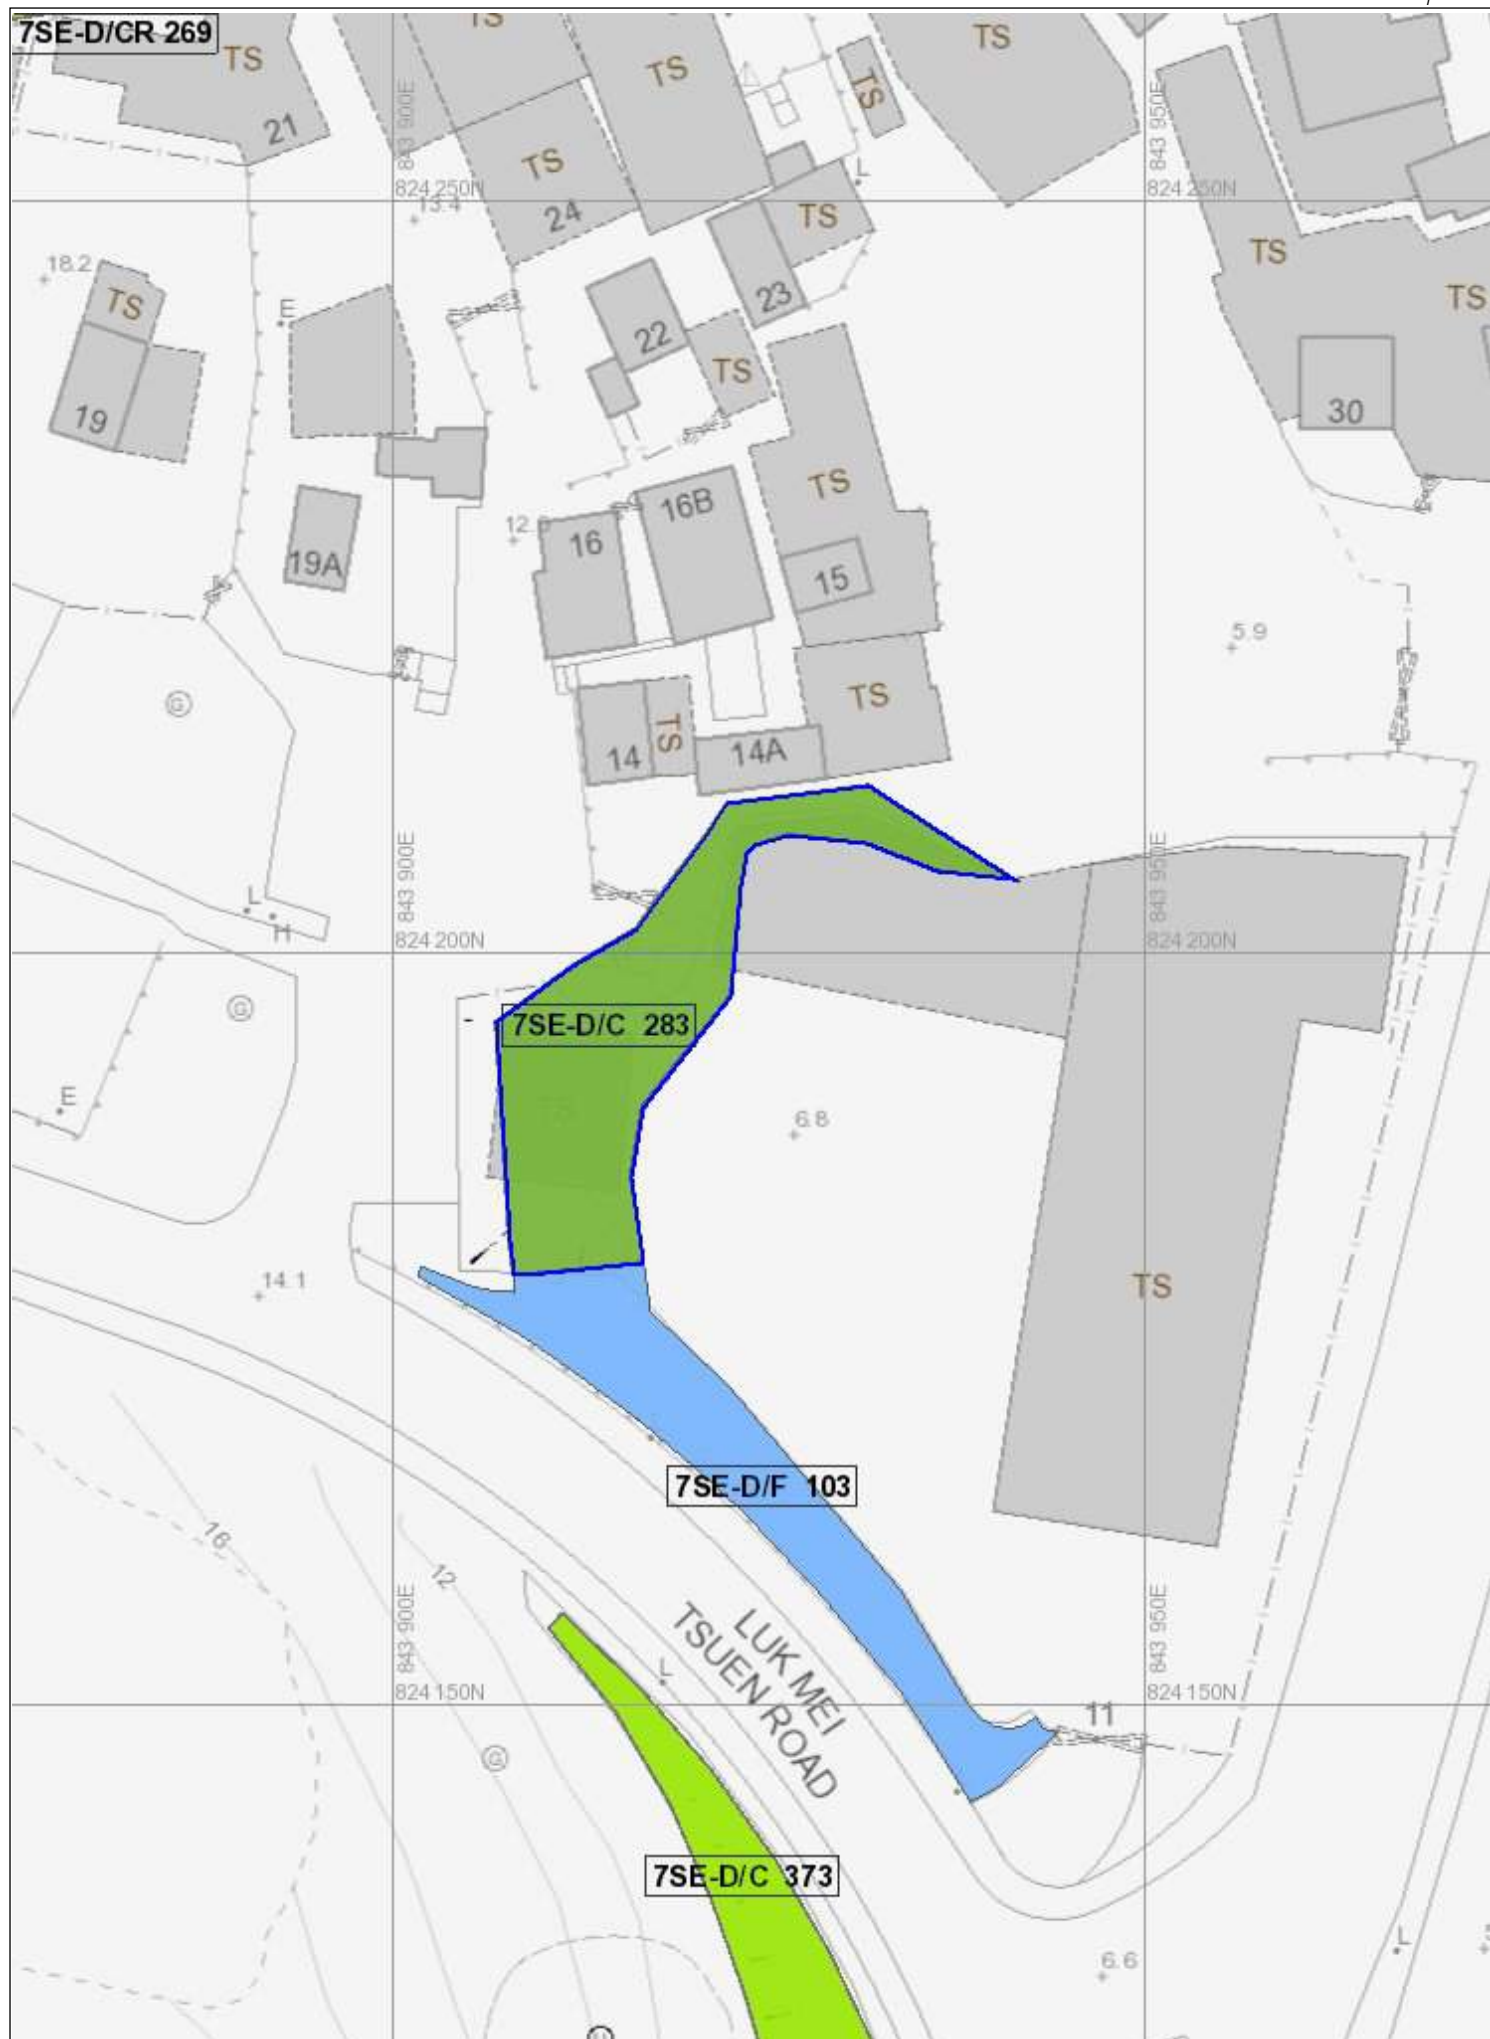 7SE-D/CR 269
TS
TS
TS
TS
TS
21
843 900E
843 950E
TS
24
824 250N
824 250N
13.4
L
TS
TS
TS
18.2
TS
E
23
22
TS
19
30
TS
16B
16
12.
19A
15
5.9
TS
14
TS
14A
G
843 900E
843 950E
L
H
824 200N
824 200N
G
7SE-D/C 283
E
6.8
14.1
TS
16
12
7SE-D/F 103
843 900E
843 950E
LUK MEI
TSUEN ROAD
L
824 150N
824 150N
11
G
7SE-D/C 373
L
6.6